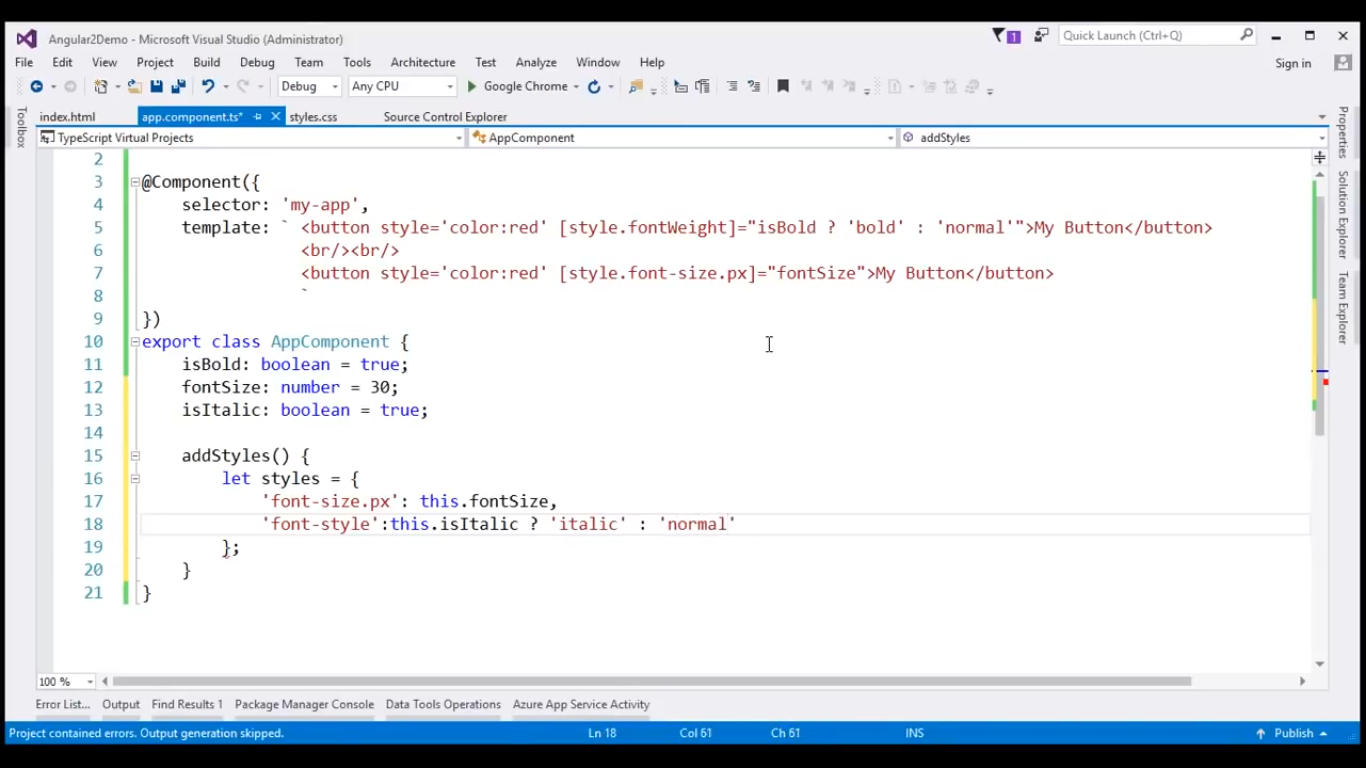 Angular2Demo - Microsoft Visual Studio (Administrator)
1
Quick Launch (Ctrl+Q)
File Edit View Project Build Debug Team Tools Architecture Test Analyze Window Help
Sign in
Debug Any CPU Google Chrome
index.html app.component.ts* styles.css Source Control Explorer
TypeScript Virtual Projects AppComponent addStyles
Toolbox
Properties
Solution Explorer
Team Explorer
2
3 @Component({
4 selector: 'my-app',
5 template: ` <button style='color:red' [style.fontWeight]="isBold ? 'bold' : 'normal'">My Button</button>
6 <br/><br/>
7 <button style='color:red' [style.font-size.px]="fontSize">My Button</button>
8 `
9 })
10 export class AppComponent {
11 isBold: boolean = true;
12 fontSize: number = 30;
13 isItalic: boolean = true;
14
15 addStyles() {
16 let styles = {
17 'font-size.px': this.fontSize,
18 'font-style':this.isItalic ? 'italic' : 'normal'
19 };
20 }
21 }
100 %
Error List... Output Find Results 1 Package Manager Console Data Tools Operations Azure App Service Activity
Project contained errors. Output generation skipped. Ln 18 Col 61 Ch 61 INS Publish